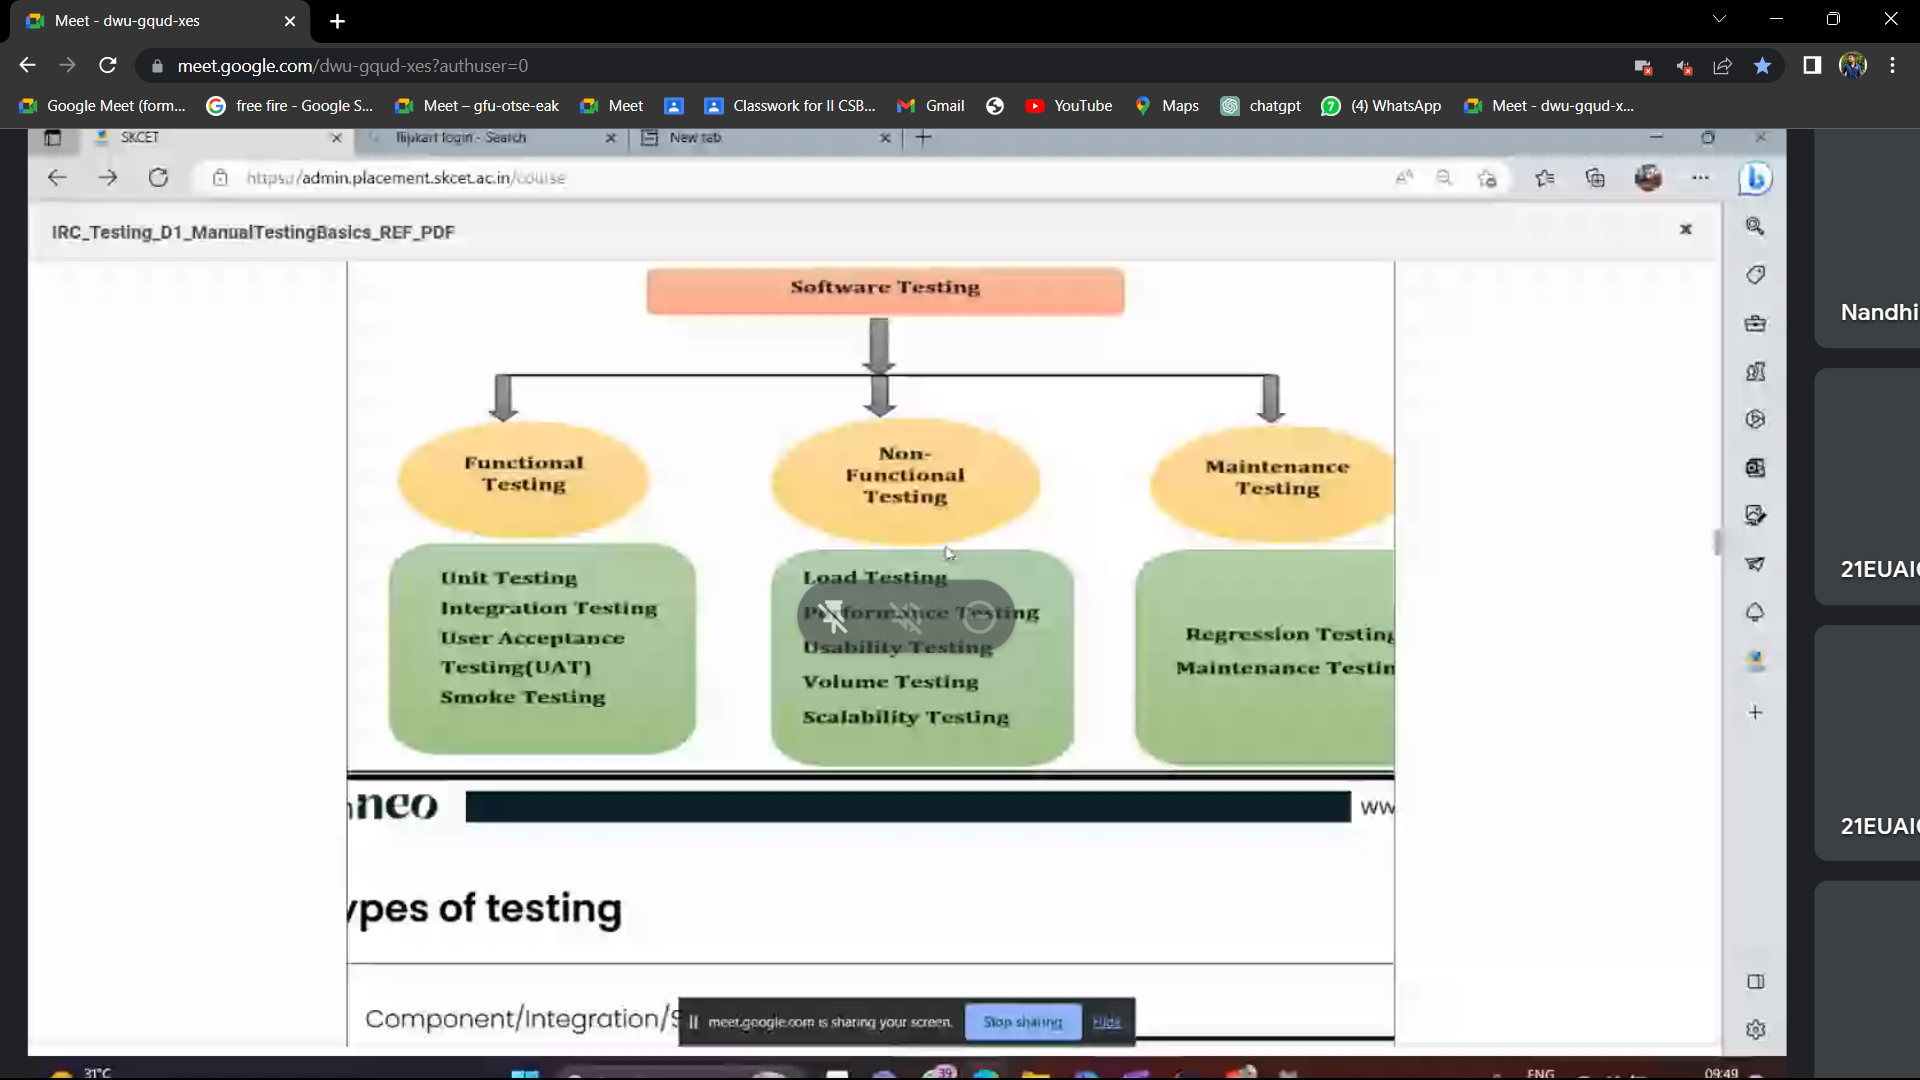 Meet - dwu-gqud-xes
meet.google.com/dwu-gqud-xes?authuser=0
Google Meet (form... free fire - Google S... Meet – gfu-otse-eak Meet Classwork for II CSB... Gmail YouTube Maps chatgpt (4) WhatsApp Meet - dwu-gqud-x...
SKCET flijukart login - Search New tab
https://admin.placement.skcet.ac.in/course
IRC_Testing_D1_ManualTestingBasics_REF_PDF
Software Testing
Functional
Testing
Non-
Functional
Testing
Maintenance
Testing
Unit Testing
Integration Testing
User Acceptance
Testing(UAT)
Smoke Testing
Load Testing
Performance Testing
Usability Testing
Volume Testing
Scalability Testing
Regression Testing
Maintenance Testin
neo
ww
ypes of testing
Component/Integration/S
meet.google.com is sharing your screen. Stop sharing Hide
Nandhi
21EUAI
21EUAI
31°C
39
ENG
09:49